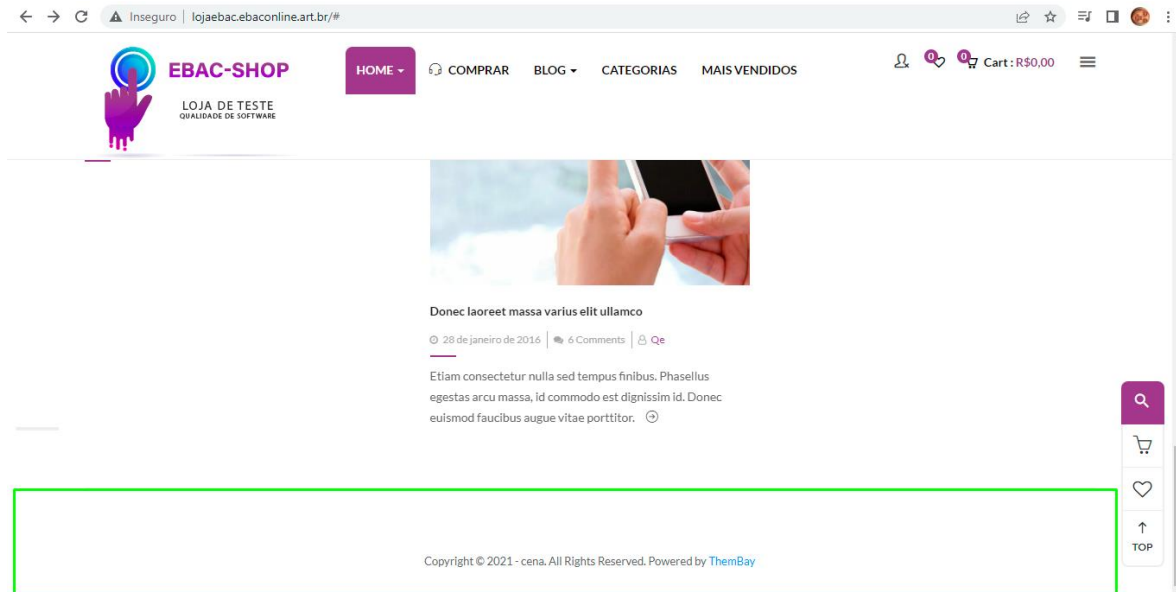 Inseguro | lojaebac.ebaconline.art.br/#
EBAC-SHOP
LOJA DE TESTE
QUALIDADE DE SOFTWARE
HOME
COMPRAR
BLOG
CATEGORIAS
MAIS VENDIDOS
0
0
Cart : R$0,00
Donec laoreet massa varius elit ullamco
28 de janeiro de 2016
6 Comments
Qe
Etiam consectetur nulla sed tempus finibus. Phasellus
egestas arcu massa, id commodo est dignissim id. Donec
euismod faucibus augue vitae porttitor.
TOP
Copyright © 2021 - cena. All Rights Reserved. Powered by ThemBay